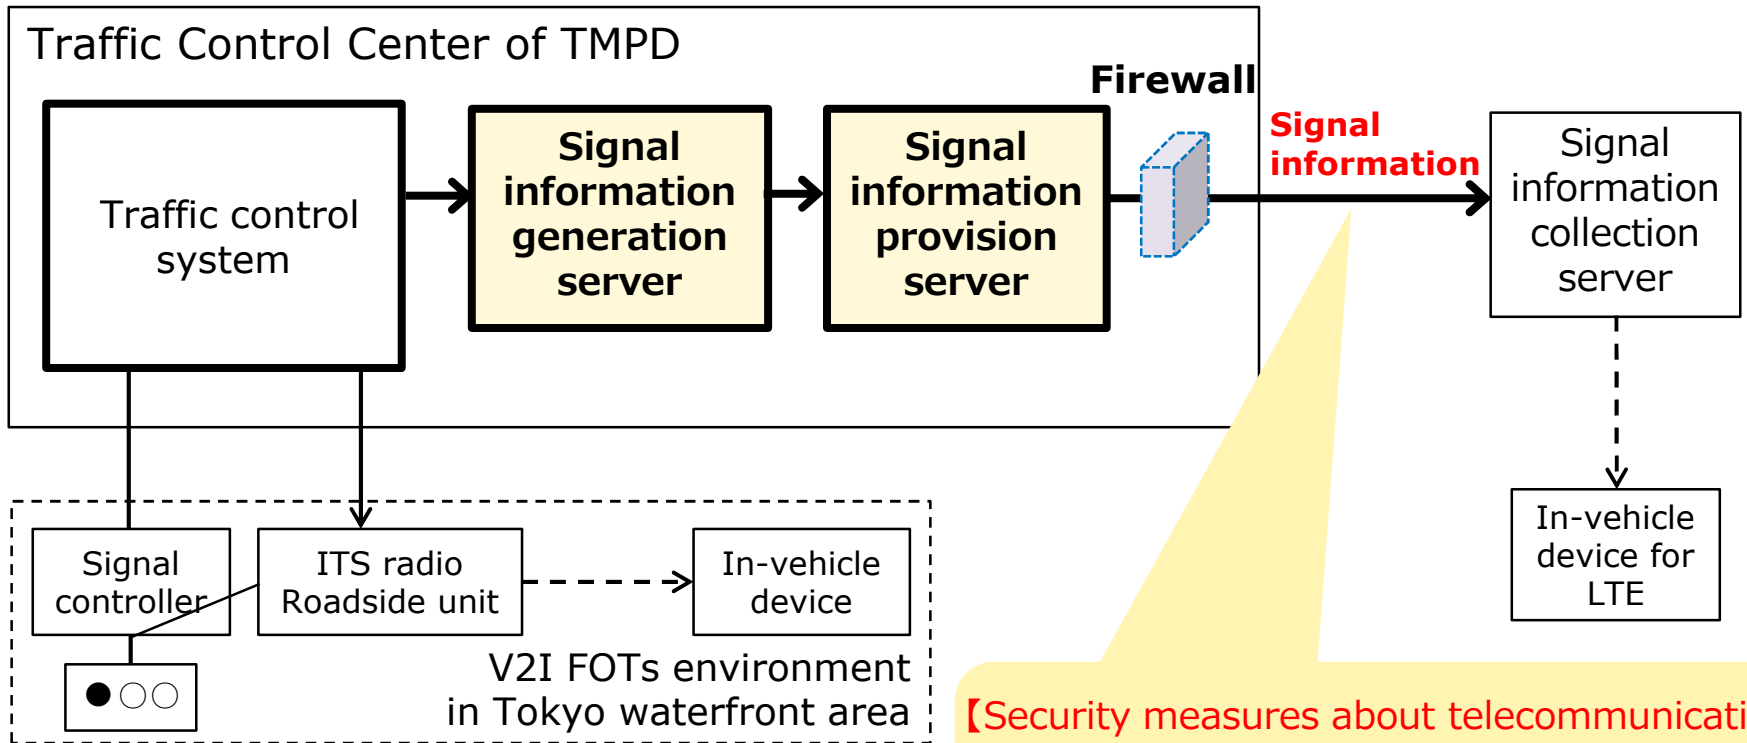 Traffic Control Center of TMPD
Firewall
Traffic control
system
Signal
information
generation
server
Signal
information
provision
server
Signal
information
Signal
information
collection
server
Signal
controller
ITS radio
Roadside unit
In-vehicle
device
In-vehicle
device for
LTE
V2I FOTs environment
in Tokyo waterfront area
【Security measures about telecommunicati